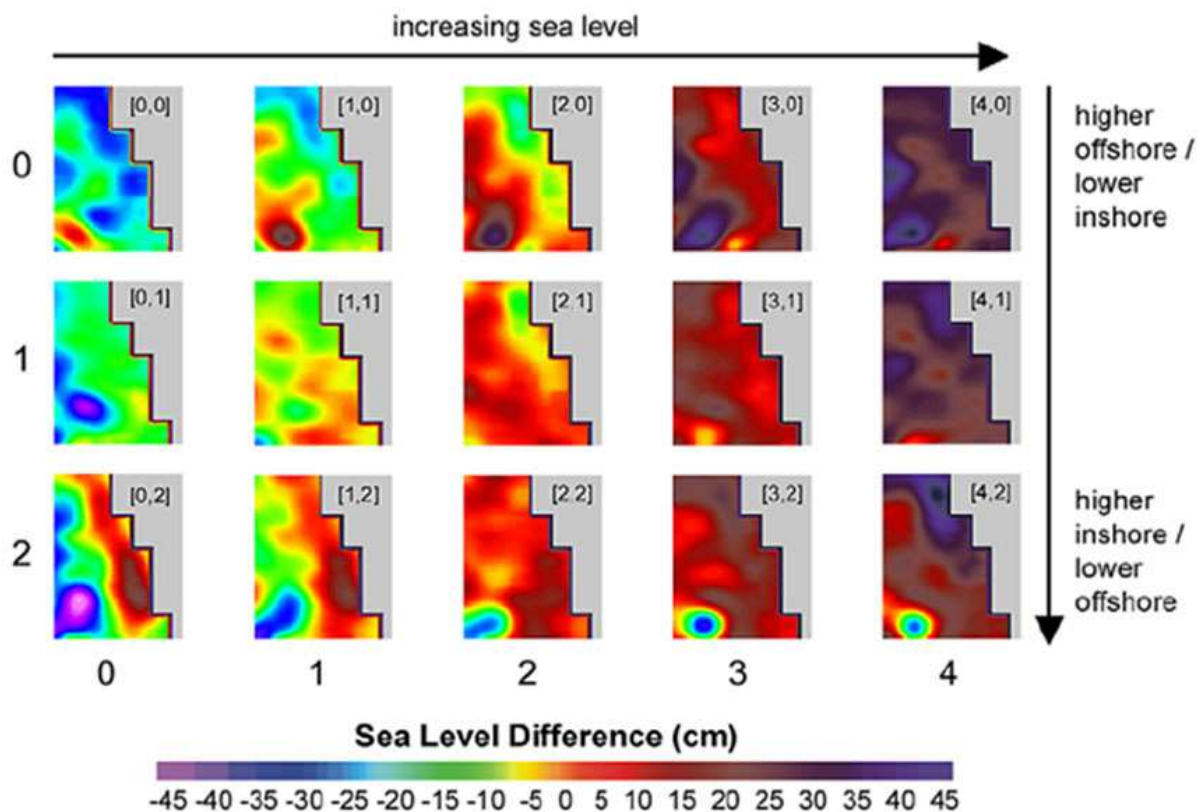 increasing sea level
[0,0] [1,0] [2.0] [3,0] [4,0]
0
higher
offshore /
lower
inshore
[0,1] [1,1] [2.1] [3,1] [4,1]
1
[0,2] [1,2] [2.2] [3,2] [4,2]
2
higher
inshore /
lower
offshore
0 1 2 3 4
Sea Level Difference (cm)
-45 -40 -35 -30 -25 -20 -15 -10 -5 0 5 10 15 20 25 30 35 40 45